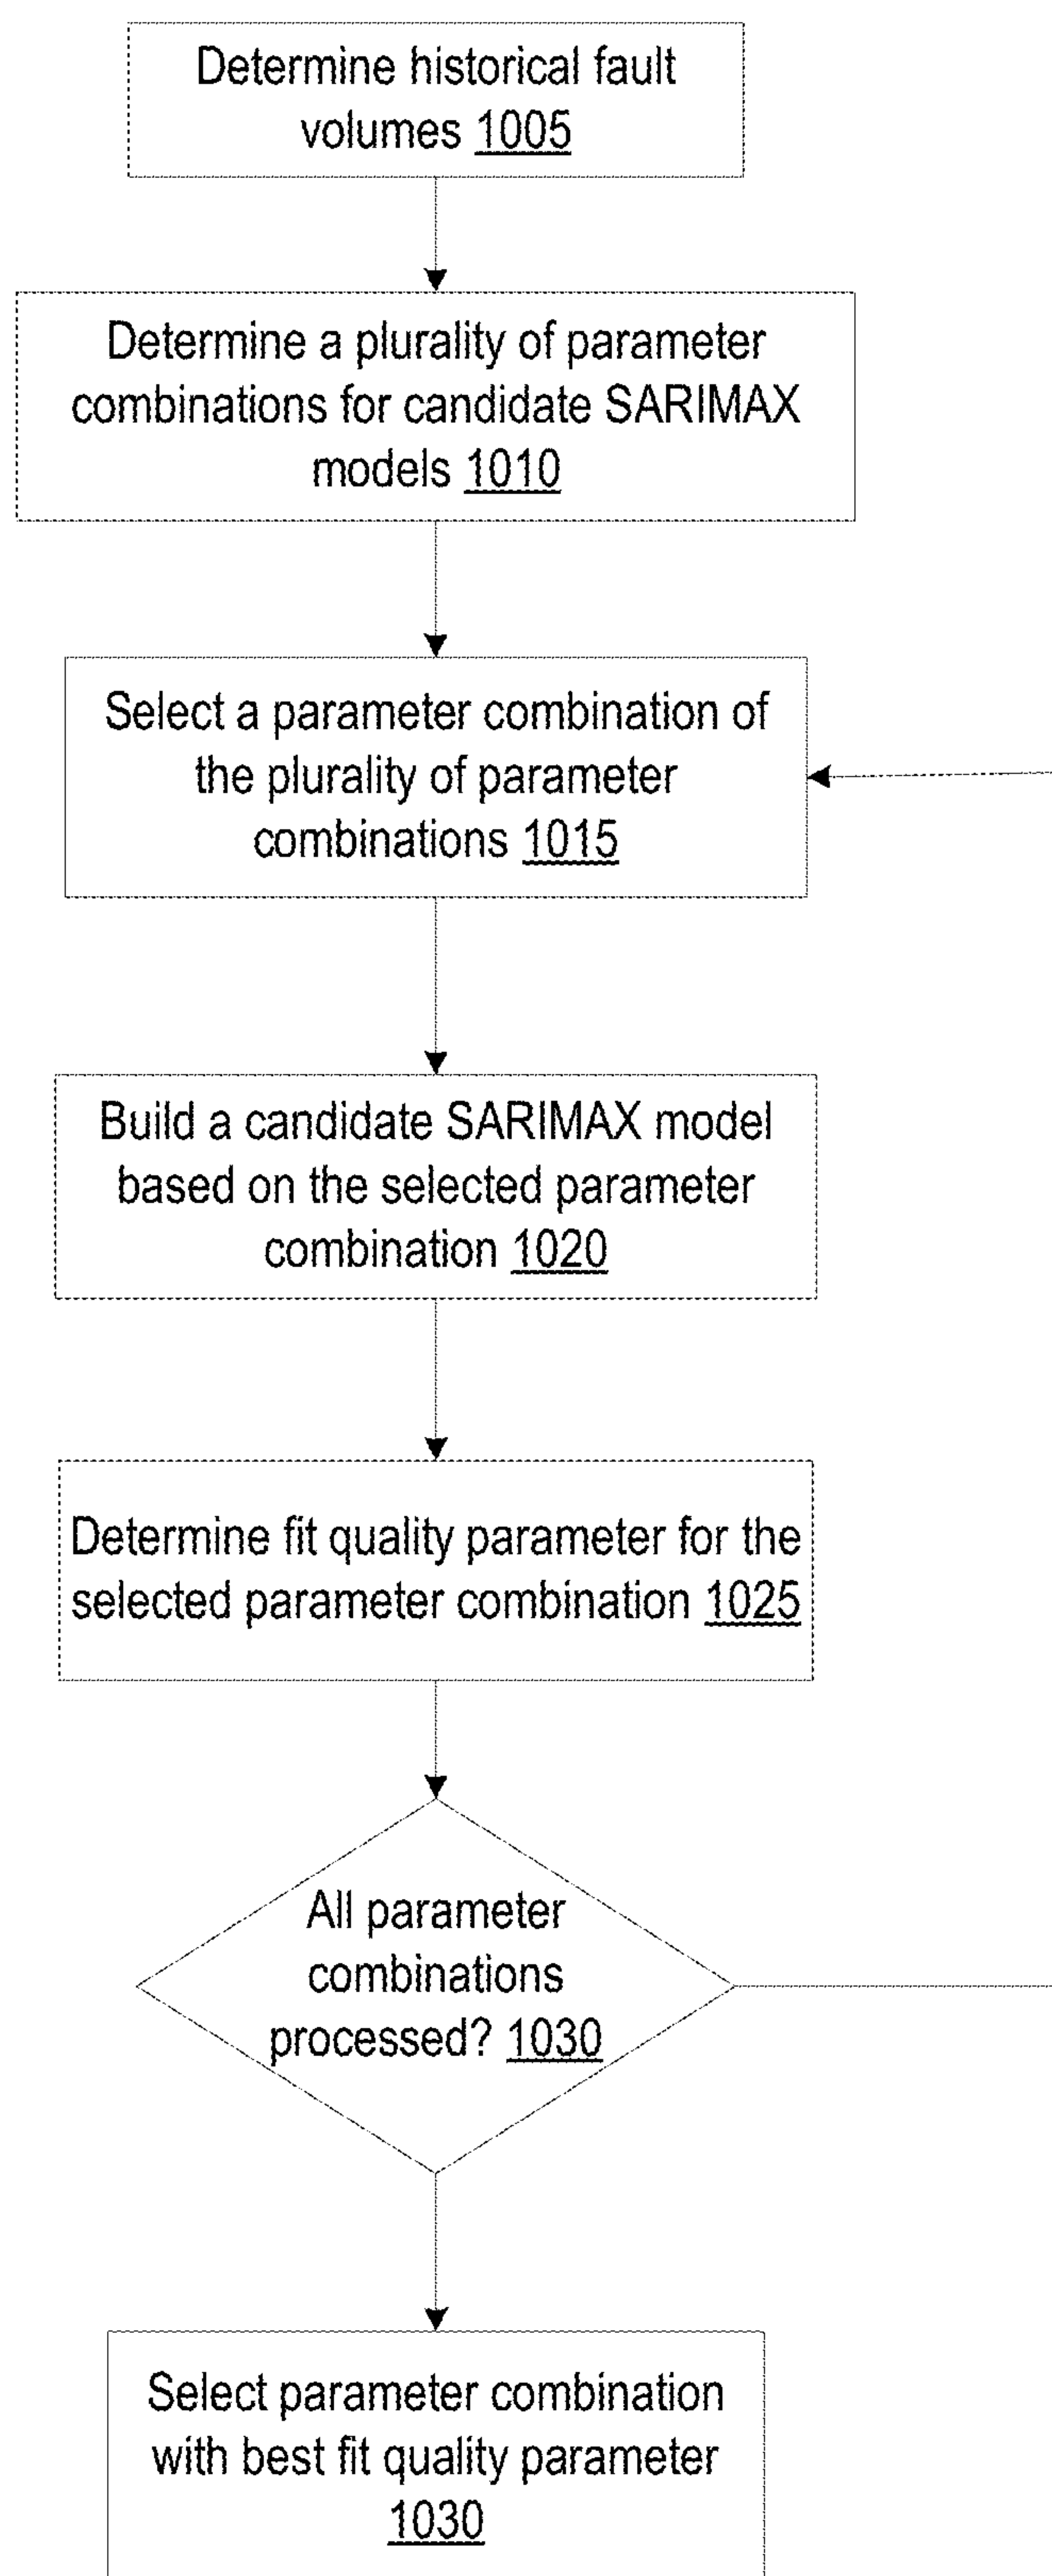 Determine historical fault
volumes 1005
Determine a plurality of parameter
combinations for candidate SARIMAX
models 1010
Select a parameter combination of
the plurality of parameter
combinations 1015
Build a candidate SARIMAX model
based on the selected parameter
combination 1020
Determine fit quality parameter for the
selected parameter combination 1025
All parameter
combinations
processed? 1030
Select parameter combination
with best fit quality parameter
1030